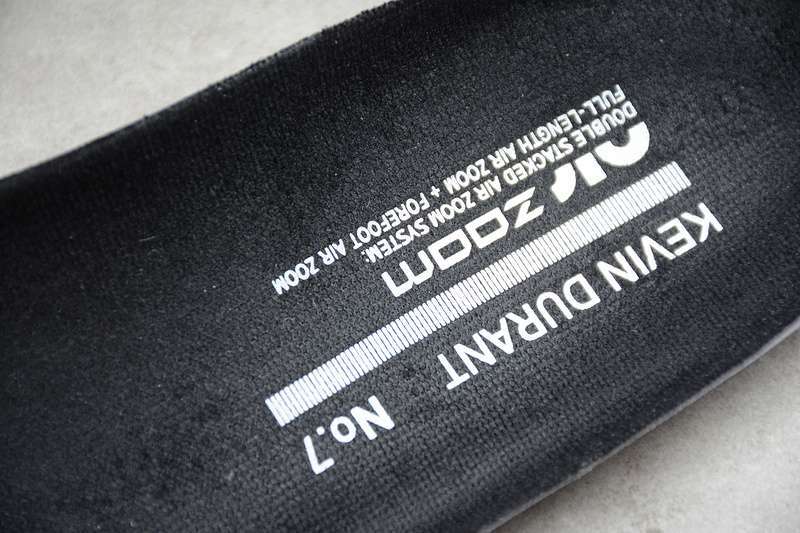 KEVIN DURANT No.7
air zoom
DOUBLE STACKED AIR ZOOM SYSTEM:
FULL-LENGTH AIR ZOOM + FOREFOOT AIR ZOOM